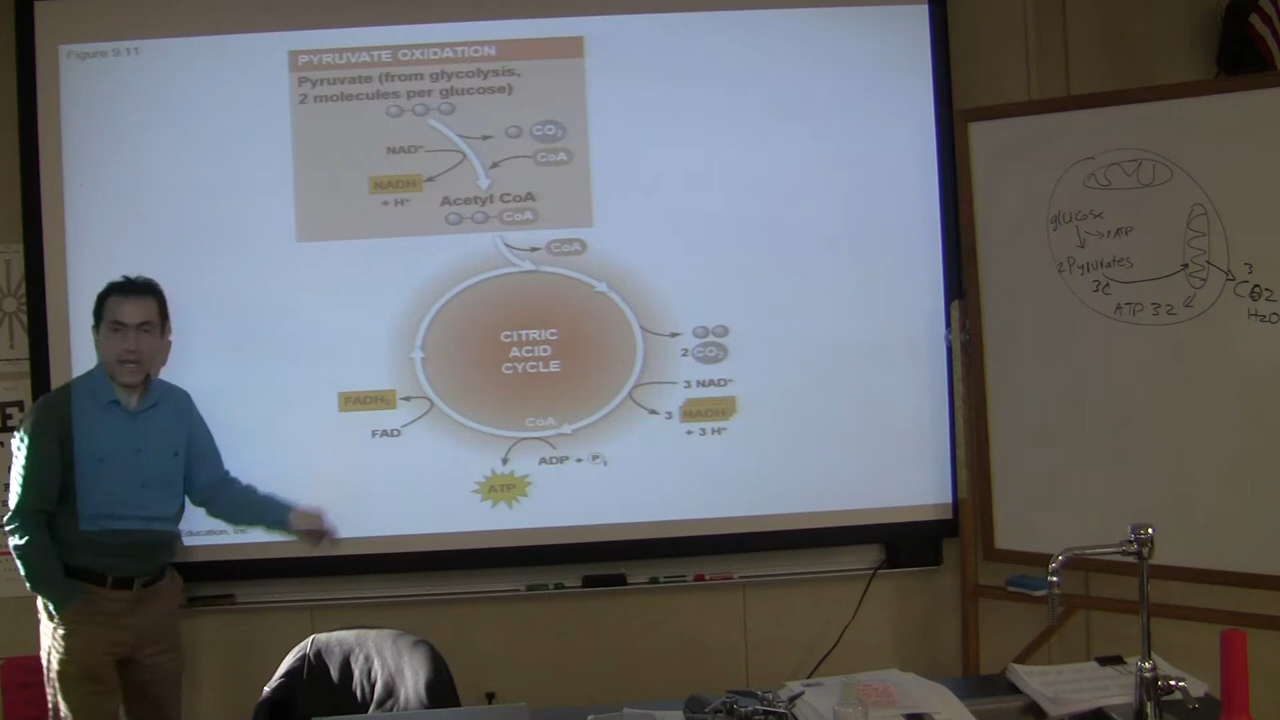 Figure 9.11
PYRUVATE OXIDATION
Pyruvate (from glycolysis,
2 molecules per glucose)
CO₂
NAD⁺
CoA
NADH
+ H⁺
Acetyl CoA
CoA
CoA
CITRIC
ACID
CYCLE
2 CO₂
3 NAD⁺
FADH₂
3 NADH
FAD
+ 3 H⁺
CoA
ADP + P i
ATP
Education, Inc.
glucose
ATP
2 Pyruvates
3C
ATP 32
3
CO2
H2O